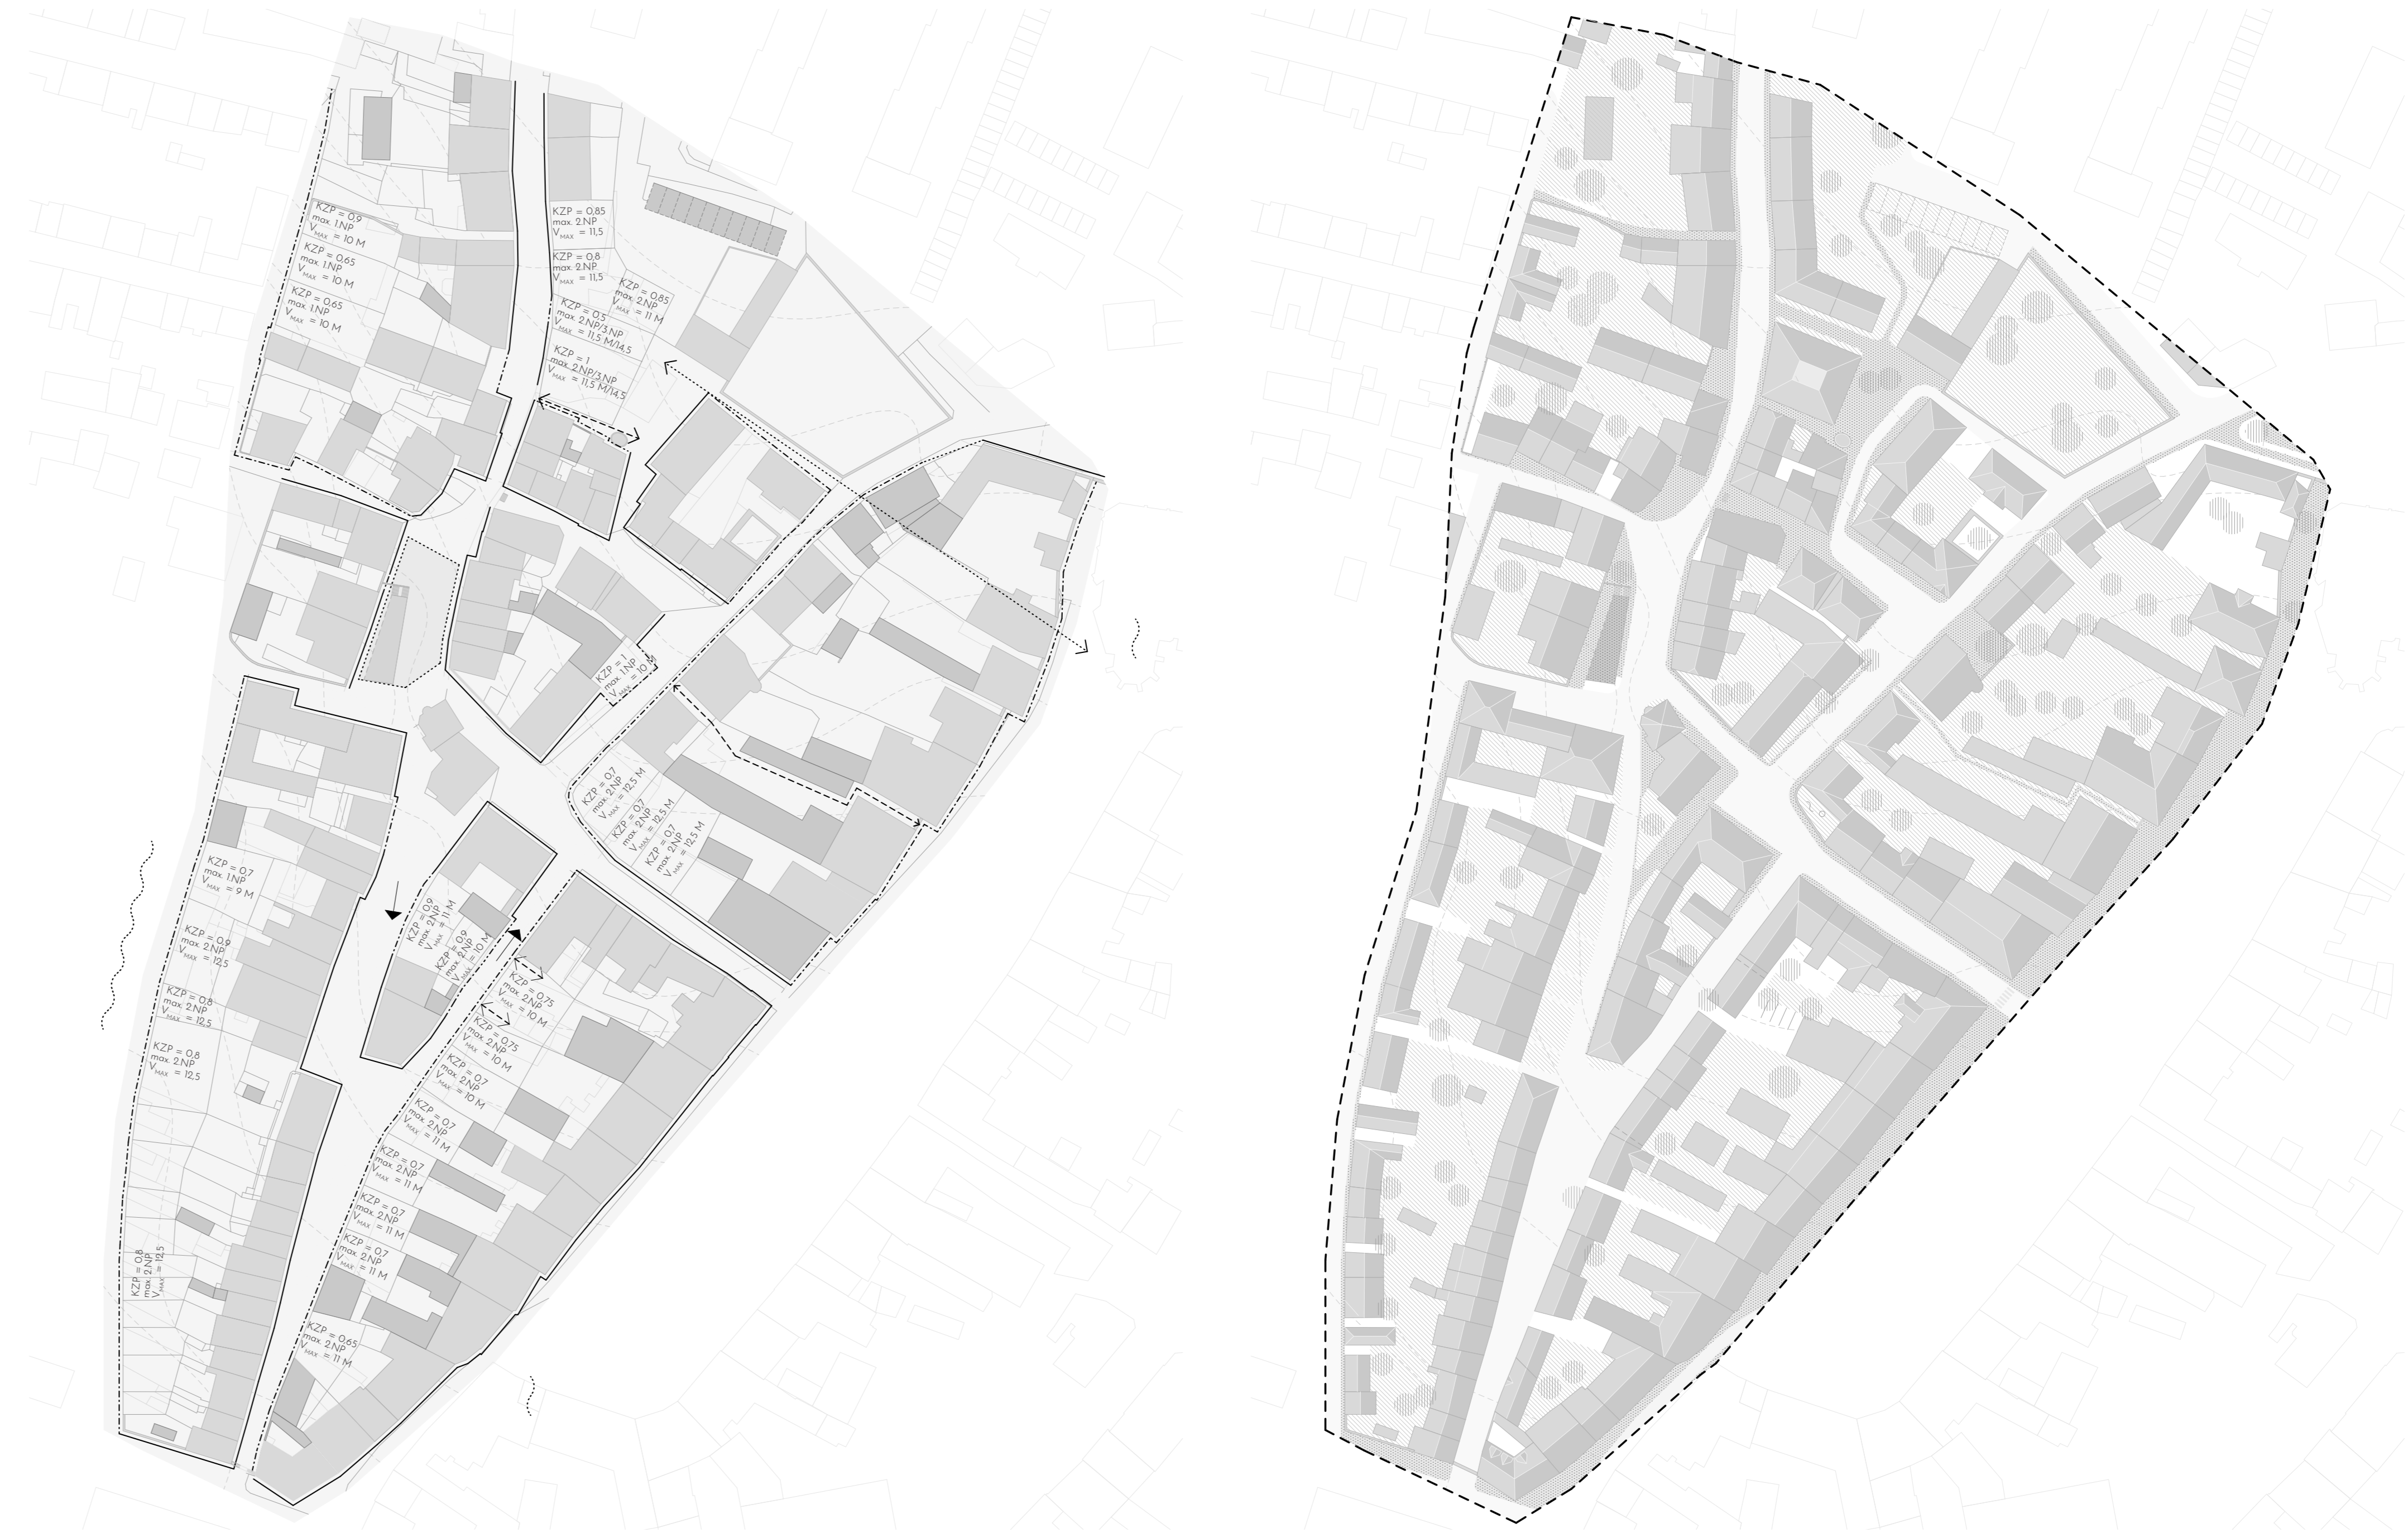 KZP = 0,9
max. 1.NP
VMAX = 10 M
KZP = 0,65
max. 1.NP
VMAX = 10 M
KZP = 0,65
max. 1.NP
VMAX = 10 M
KZP = 0,85
max. 2.NP
VMAX = 11,5
KZP = 0,8
max. 2.NP
VMAX = 11,5
KZP = 0,85
max. 2.NP
VMAX = 11 M
KZP = 0,5
max. 2.NP/3.NP
VMAX = 11,5 M/14,5
KZP = 1
max. 2.NP/3.NP
VMAX = 11,5 M/14,5
KZP = 1
max. 1.NP
VMAX = 10 M
KZP = 0,7
max. 2.NP
VMAX = 12,5 M
KZP = 0,7
max. 2.NP
VMAX = 12,5 M
KZP = 0,7
max. 2.NP
VMAX = 12,5 M
KZP = 0,7
max. 1.NP
VMAX = 9 M
KZP = 0,9
max. 2.NP
VMAX = 12,5
KZP = 0,8
max. 2.NP
VMAX = 12,5
KZP = 0,8
max. 2.NP
VMAX = 12,5
KZP = 0,8
max. 2.NP
VMAX = 12,5
KZP = 0,9
max. 2.NP
VMAX = 11 M
KZP = 0,9
max. 2.NP
VMAX = 10 M
KZP = 0,75
max. 2.NP
VMAX = 10 M
KZP = 0,75
max. 2.NP
VMAX = 10 M
KZP = 0,7
max. 2.NP
VMAX = 10 M
KZP = 0,7
max. 2.NP
VMAX = 11 M
KZP = 0,7
max. 2.NP
VMAX = 11 M
KZP = 0,7
max. 2.NP
VMAX = 11 M
KZP = 0,7
max. 2.NP
VMAX = 11 M
KZP = 0,65
max. 2.NP
VMAX = 11 M